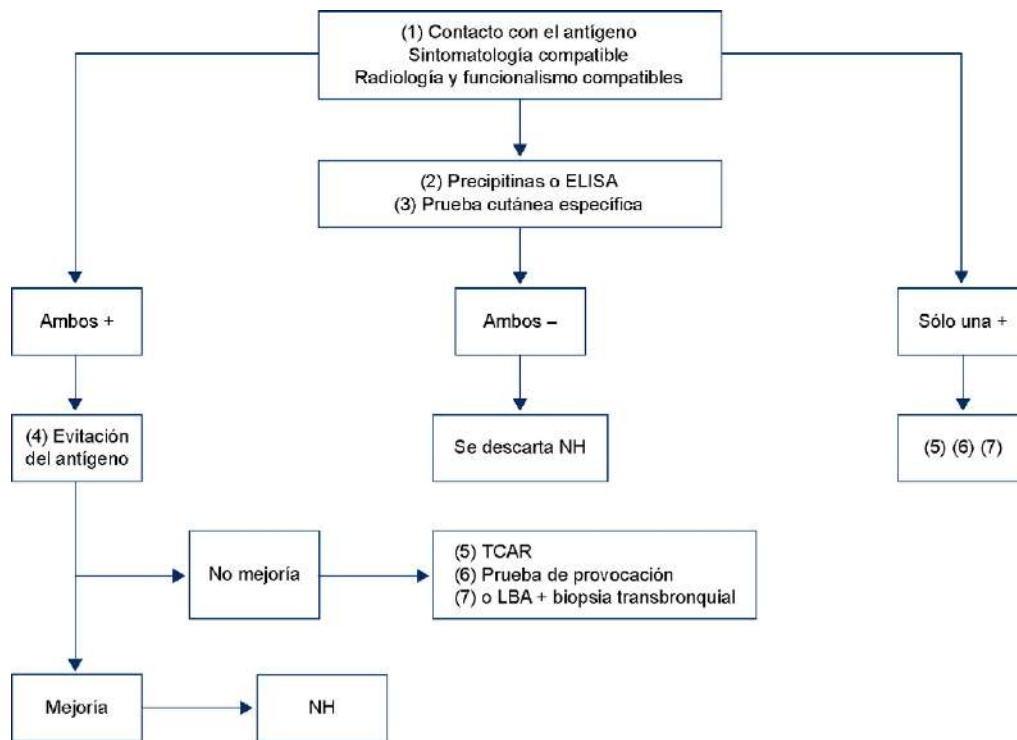 (1) Contacto con el antígeno
Sintomatología compatible
Radiología y funcionalismo compatibles
(2) Precipitinas o ELISA
(3) Prueba cutánea específica
Ambos +
Ambos –
Sólo una +
(4) Evitación
del antígeno
Se descarta NH
(5) (6) (7)
No mejoría
(5) TCAR
(6) Prueba de provocación
(7) o LBA + biopsia transbronquial
Mejoría
NH